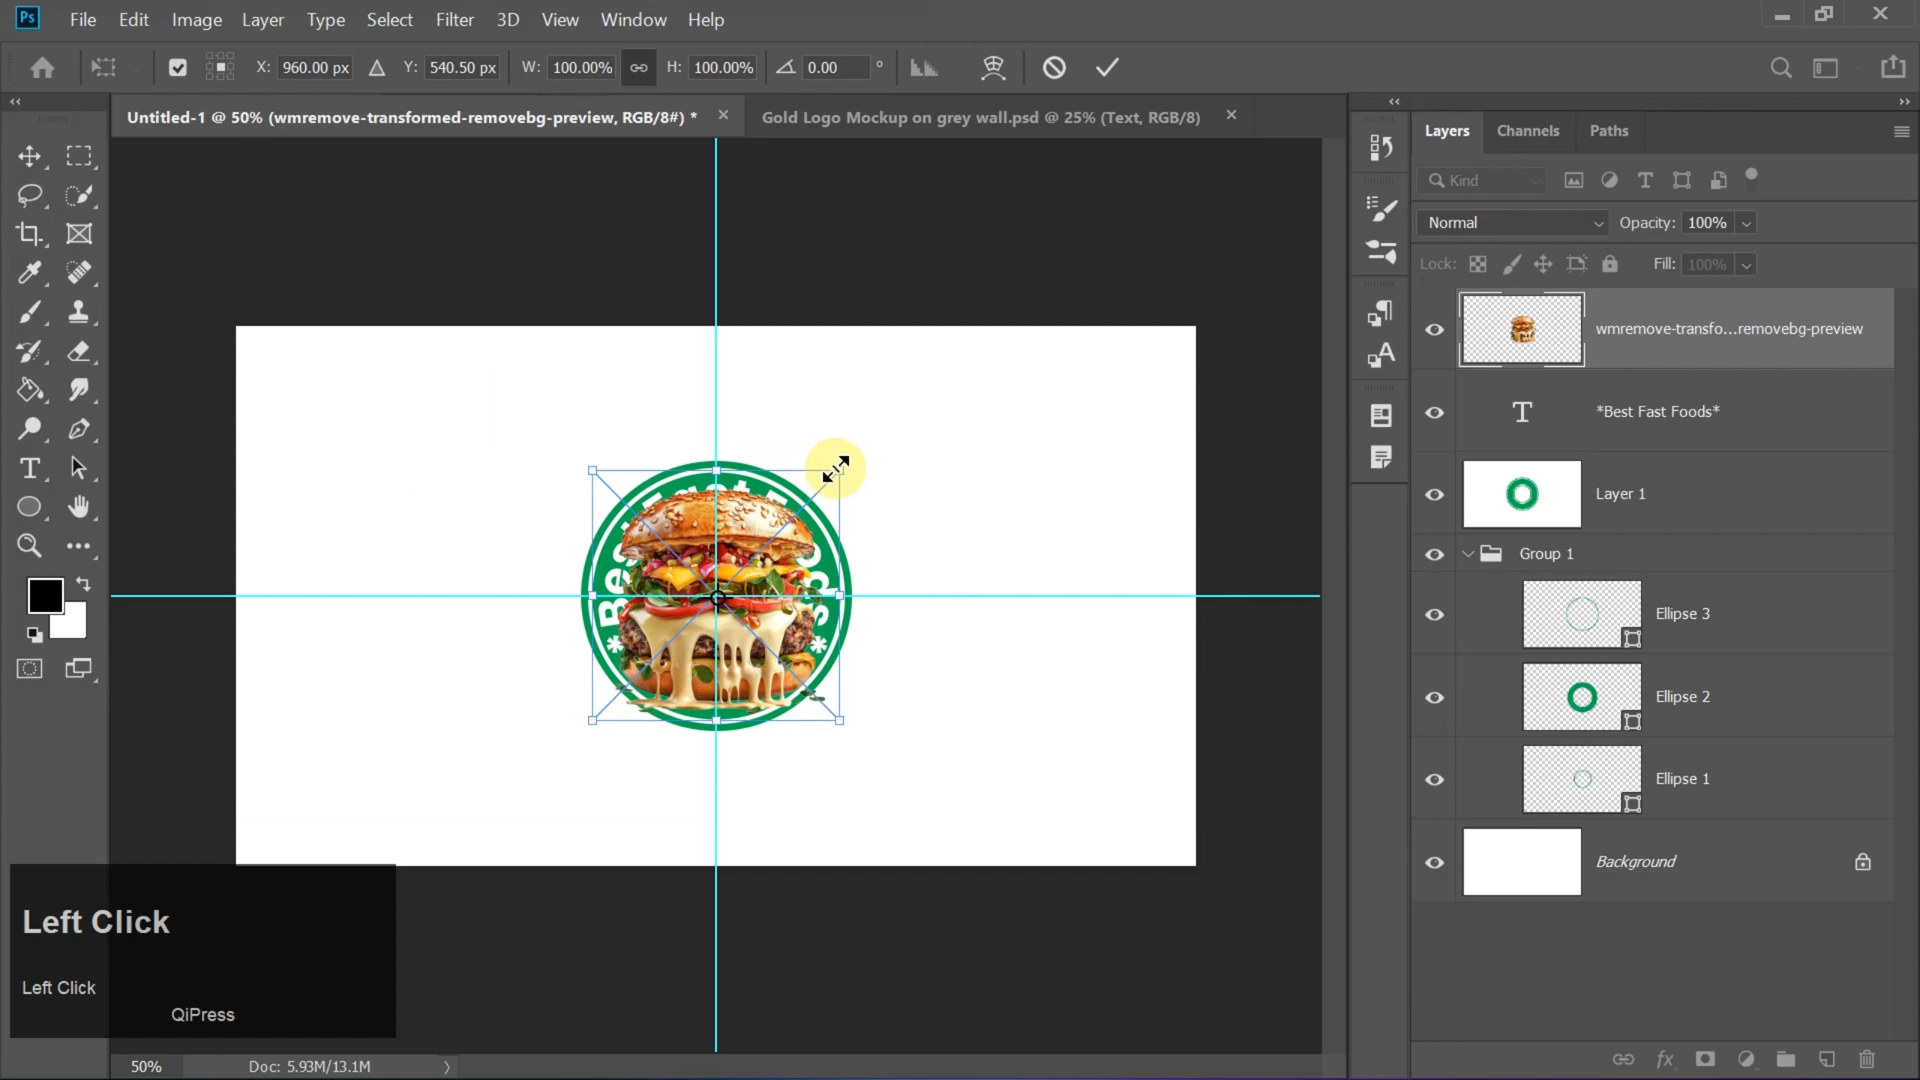 Ps File Edit Image Layer Type Select Filter 3D View Window Help
X: 960.00 px Y: 540.50 px W: 100.00% H: 100.00% 0.00 °
Untitled-1 @ 50% (wmremove-transformed-removebg-preview, RGB/8#) * × Gold Logo Mockup on grey wall.psd @ 25% (Text, RGB/8) ×
Layers Channels Paths
Kind
Normal Opacity: 100%
Lock: Fill: 100%
wmremove-transfo...removebg-preview
*Best Fast Foods*
Layer 1
Group 1
Ellipse 3
Ellipse 2
Ellipse 1
Background
Left Click
Left Click
QiPress
50% Doc: 5.93M/13.1M